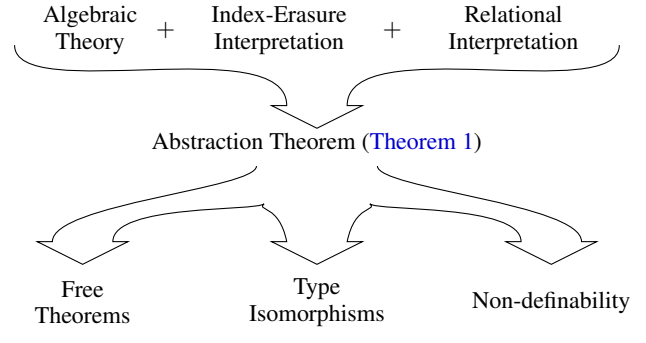 Algebraic Theory + Index-Erasure Interpretation + Relational Interpretation
Abstraction Theorem (Theorem 1)
Free Theorems
Type Isomorphisms
Non-definability